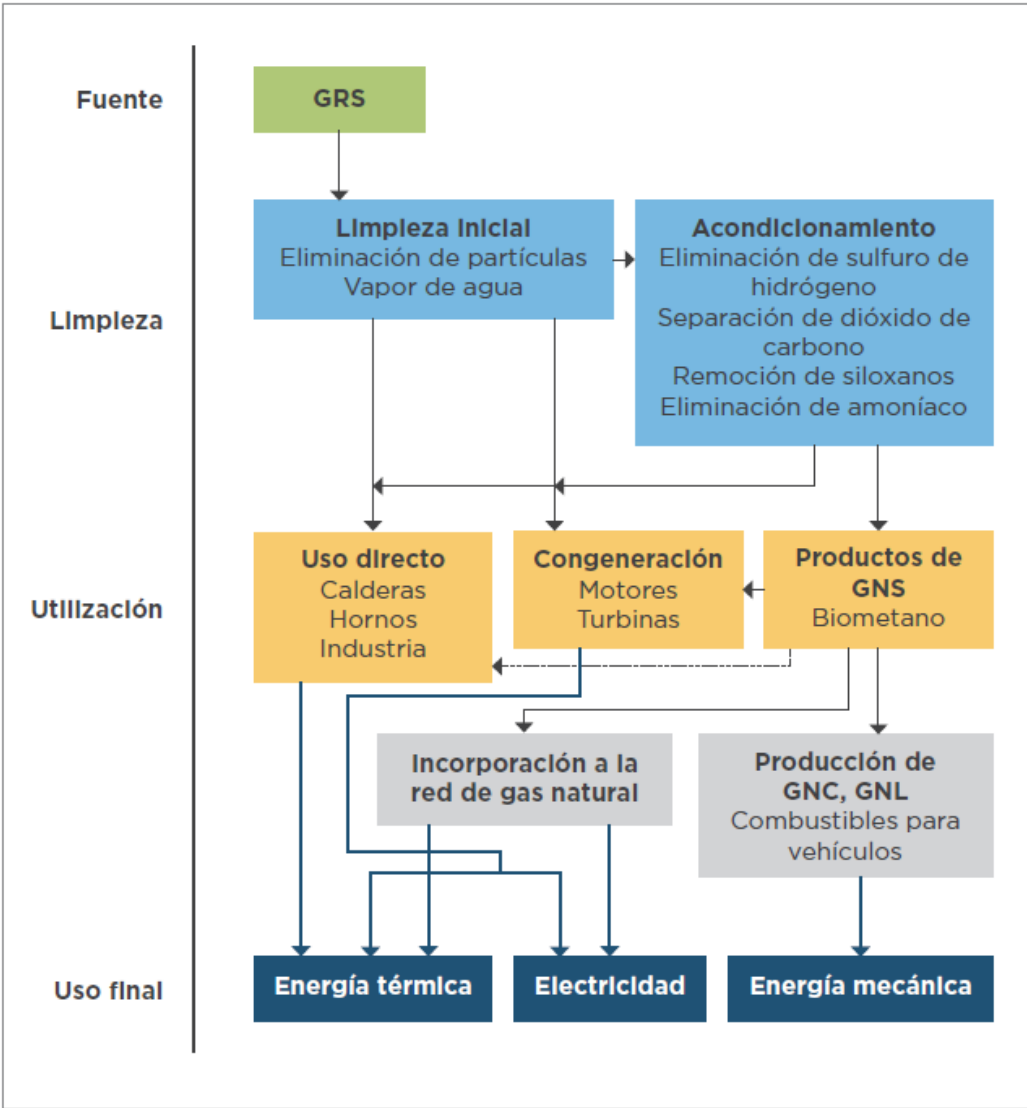 Fuente
GRS
Limpieza
Limpieza Inicial
Eliminación de partículas
Vapor de agua
Acondicionamiento
Eliminación de sulfuro de
hidrógeno
Separación de dióxido de
carbono
Remoción de siloxanos
Eliminación de amoníaco
Utilización
Uso directo
Calderas
Hornos
Industria
Congeneración
Motores
Turbinas
Productos de
GNS
Biometano
Incorporación a la
red de gas natural
Producción de
GNC, GNL
Combustibles para
vehículos
Uso final
Energía térmica
Electricidad
Energía mecánica